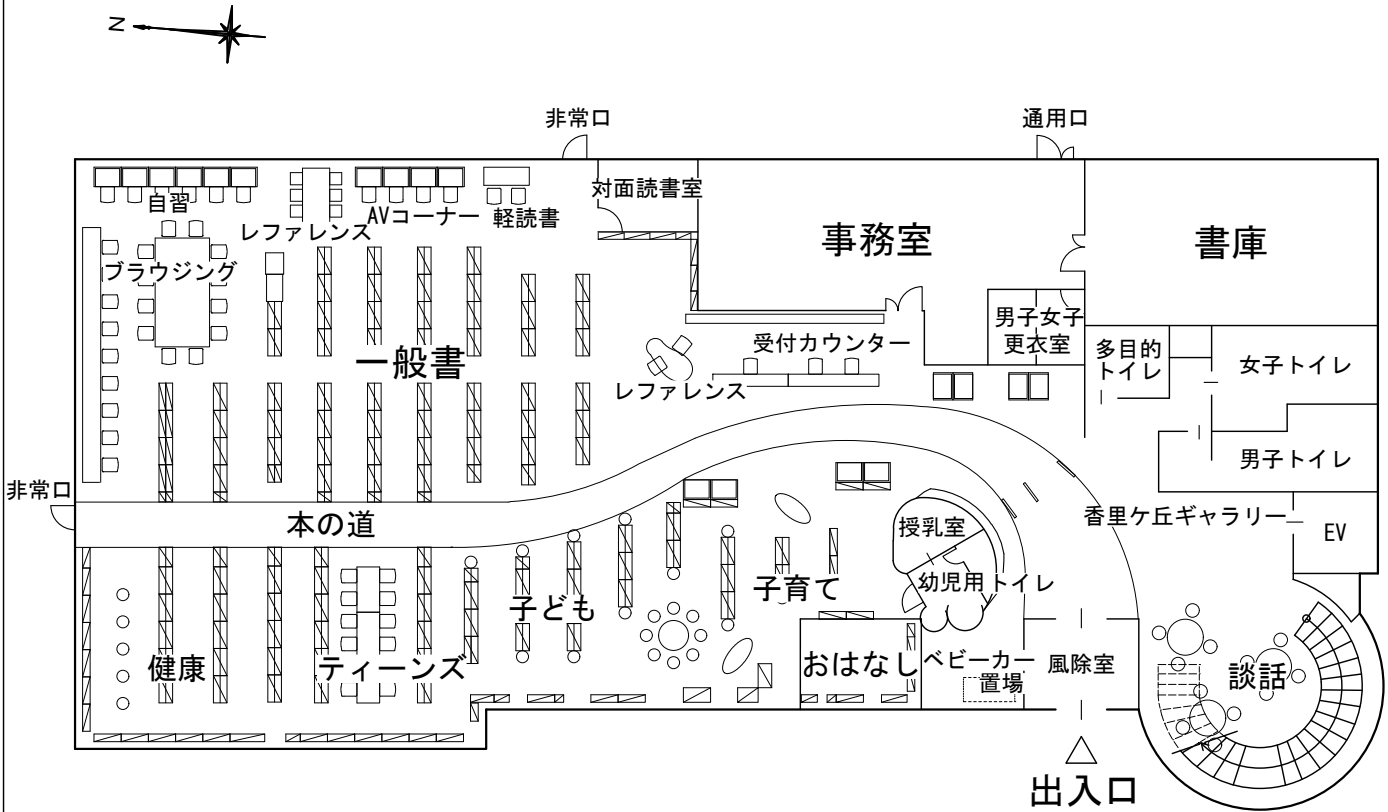 N
非常口
通用口
自習
レファレンス
AVコーナー
軽読書
対面読書室
事務室
書庫
ブラウジング
一般書
レファレンス
受付カウンター
男子女子
更衣室
多目的
トイレ
女子トイレ
男子トイレ
非常口
本の道
授乳室
香里ケ丘ギャラリー
EV
子ども
子育て
幼児用トイレ
健康
ティーンズ
おはなし
ベビーカー
置場
風除室
談話
出入口